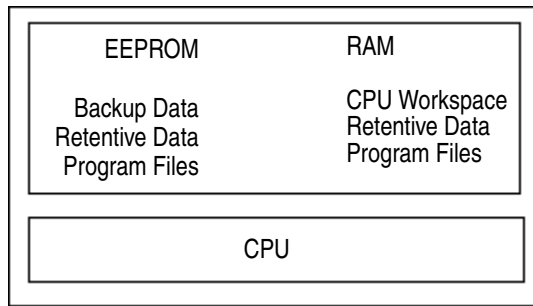 EEPROM
Backup Data
Retentive Data
Program Files
RAM
CPU Workspace
Retentive Data
Program Files
CPU